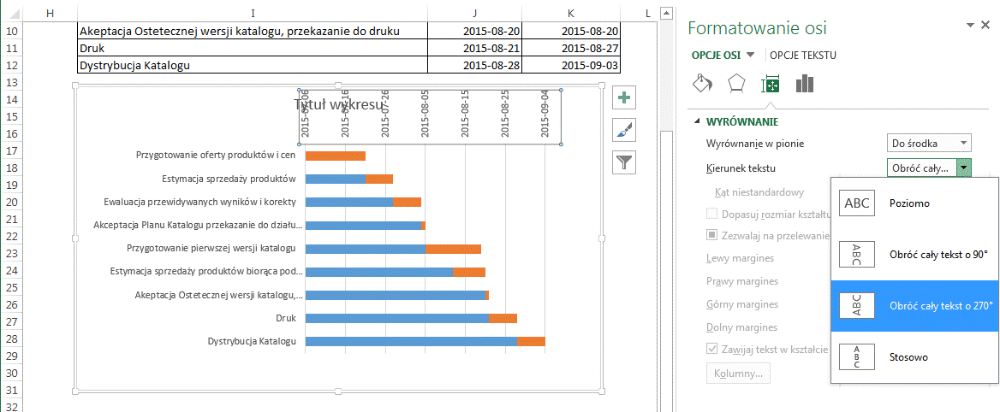 H I J K L
10 Akeptacja Ostetecznej wersji katalogu, przekazanie do druku 2015-08-20 2015-08-20
11 Druk 2015-08-21 2015-08-27
12 Dystrybucja Katalogu 2015-08-28 2015-09-03
13
14
15
16
17
18
19
20
21
22
23
24
25
26
27
28
29
30
31
32
Tytuł wykresu
2015-07-06 2015-07-16 2015-07-26 2015-08-05 2015-08-15 2015-08-25 2015-09-04
Przygotowanie oferty produktów i cen
Estymacja sprzedaży produktów
Ewaluacja przewidywanych wyników i korekty
Akceptacja Planu Katalogu przekazanie do działu...
Przygotowanie pierwszej wersji katalogu
Estymacja sprzedaży produktów biorąca pod...
Akeptacja Ostetecznej wersji katalogu,...
Druk
Dystrybucja Katalogu
Formatowanie osi
OPCJE OSI OPCJE TEKSTU
WYRÓWNANIE
Wyrównanie w pionie Do środka
Kierunek tekstu Obróć cały...
Kąt niestandardowy
Dopasuj rozmiar kształtu
Zezwalaj na przelewanie
Lewy margines
Prawy margines
Górny margines
Dolny margines
Zawijaj tekst w kształcie
Kolumny...
ABC Poziomo
ABC Obróć cały tekst o 90°
ABC Obróć cały tekst o 270°
ABC Stosowo